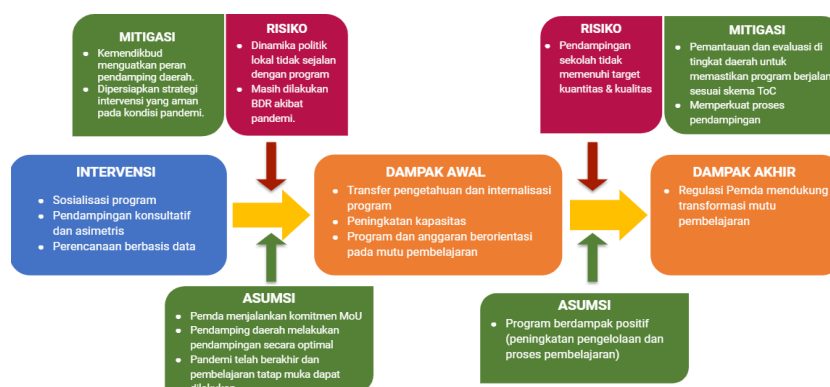 MITIGASI
Kemendikbud
menguatkan peran
pendamping daerah.
Dipersiapkan strategi
intervensi yang aman
pada kondisi pandemi.
RISIKO
Dinamika politik
lokal tidak sejalan
dengan program
Masih dilakukan
BDR akibat
pandemi.
RISIKO
Pendampingan
sekolah tidak
memenuhi target
kuantitas & kualitas
MITIGASI
Pemantauan dan evaluasi di
tingkat daerah untuk
memastikan program berjalan
sesuai skema ToC
Memperkuat proses
pendampingan
INTERVENSI
Sosialisasi program
Pendampingan konsultatif
dan asimetris
Perencanaan berbasis data
DAMPAK AWAL
Transfer pengetahuan dan internalisasi
program
Peningkatan kapasitas
Program dan anggaran berorientasi
pada mutu pembelajaran
DAMPAK AKHIR
Regulasi Pemda mendukung
transformasi mutu
pembelajaran
ASUMSI
Pemda menjalankan komitmen MoU
Pendamping daerah melakukan
pendampingan secara optimal
Pandemi telah berakhir dan
pembelajaran tatap muka dapat
ASUMSI
Program berdampak positif
(peningkatan pengelolaan dan
proses pembelajaran)